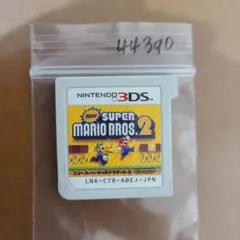 44390
NINTENDO 3DS
NEW
SUPER
MARIO BROS. 2
LNA-CTR-ABEJ-JPN